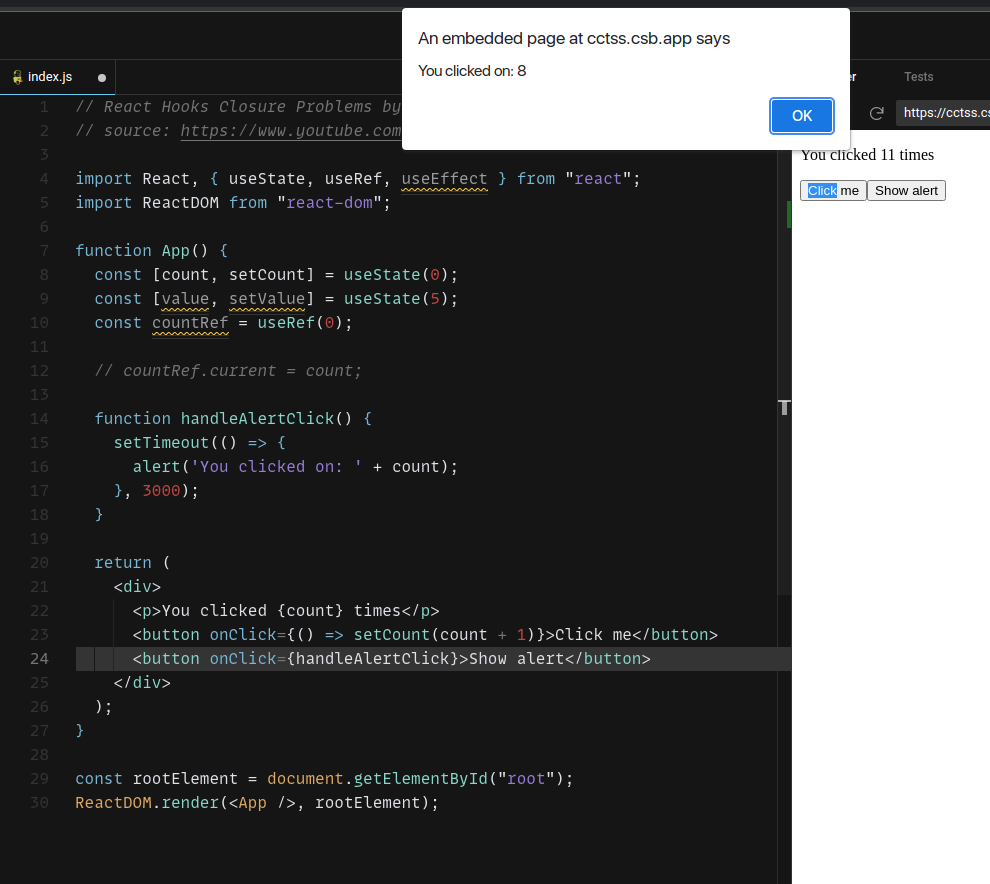 An embedded page at cctss.csb.app says
You clicked on: 8
OK
index.js
Tests
https://cctss.cs
1 // React Hooks Closure Problems by
2 // source: https://www.youtube.com
3
4 import React, { useState, useRef, useEffect } from "react";
5 import ReactDOM from "react-dom";
6
7 function App() {
8 const [count, setCount] = useState(0);
9 const [value, setValue] = useState(5);
10 const countRef = useRef(0);
11
12 // countRef.current = count;
13
14 function handleAlertClick() {
15 setTimeout(() => {
16 alert('You clicked on: ' + count);
17 }, 3000);
18 }
19
20 return (
21 <div>
22 <p>You clicked {count} times</p>
23 <button onClick={() => setCount(count + 1)}>Click me</button>
24 <button onClick={handleAlertClick}>Show alert</button>
25 </div>
26 );
27 }
28
29 const rootElement = document.getElementById("root");
30 ReactDOM.render(<App />, rootElement);
You clicked 11 times
Click me Show alert